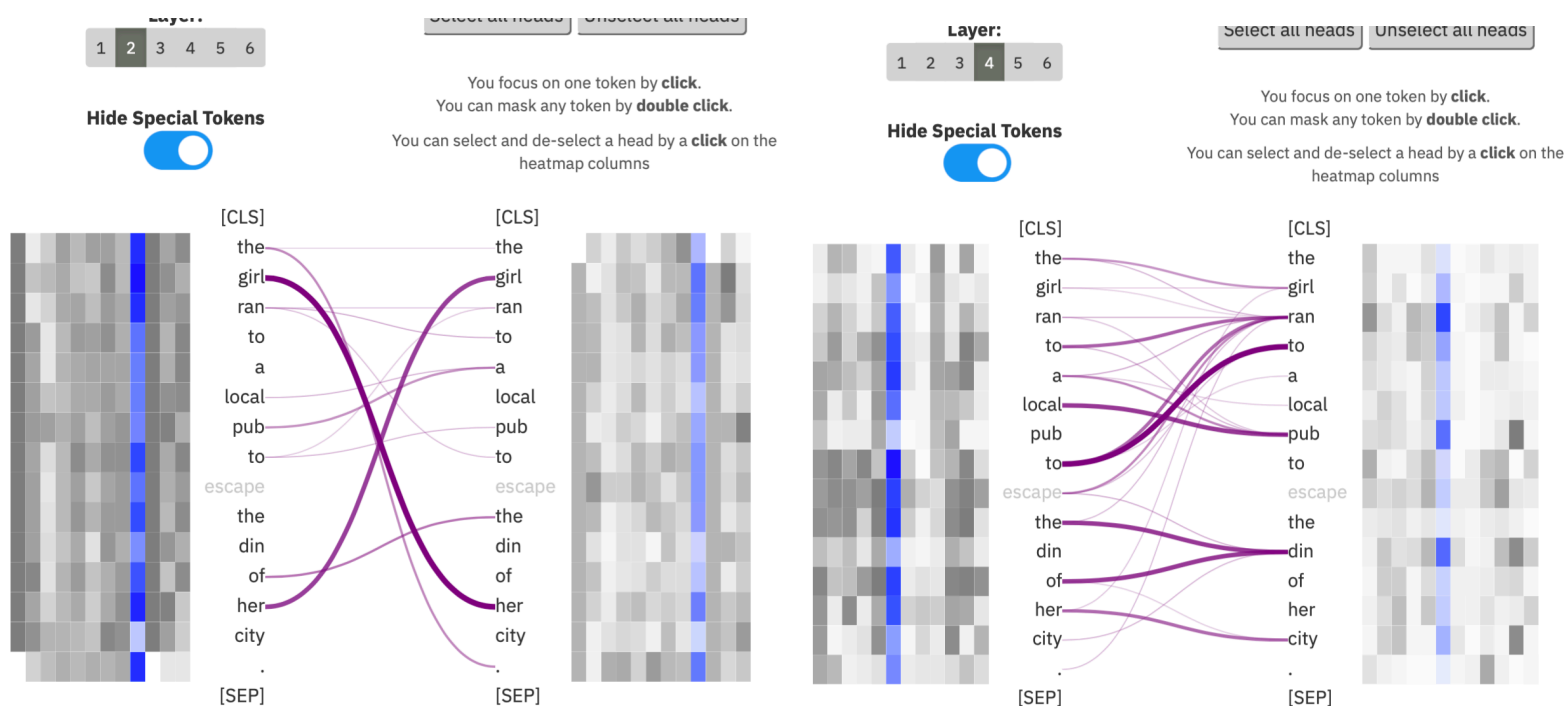 Layer:
Select all heads Unselect all heads
1 2 3 4 5 6
You focus on one token by click.
You can mask any token by double click.
Hide Special Tokens
You can select and de-select a head by a click on the
heatmap columns
[CLS] [CLS]
the the
girl girl
ran ran
to to
a a
local local
pub pub
to to
escape escape
the the
din din
of of
her her
city city
. .
[SEP] [SEP]
Layer:
Select all heads Unselect all heads
1 2 3 4 5 6
You focus on one token by click.
You can mask any token by double click.
Hide Special Tokens
You can select and de-select a head by a click on the
heatmap columns
[CLS] [CLS]
the the
girl girl
ran ran
to to
a a
local local
pub pub
to to
escape escape
the the
din din
of of
her her
city city
. .
[SEP] [SEP]